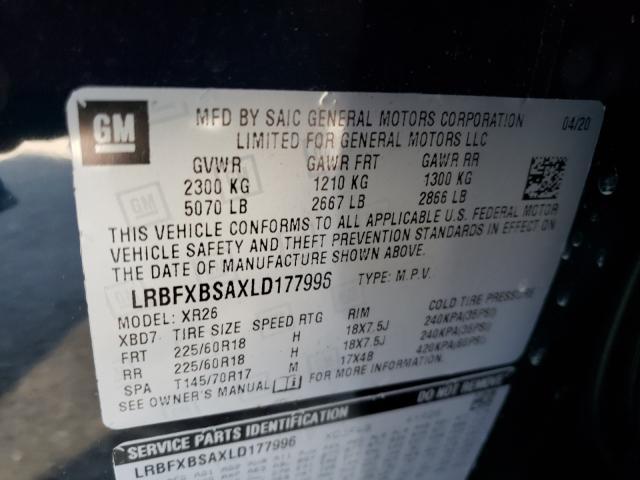 GM
MFD BY SAIC GENERAL MOTORS CORPORATION 04/20
LIMITED FOR GENERAL MOTORS LLC
GVWR GAWR FRT GAWR RR
2300 KG 1210 KG 1300 KG
5070 LB 2667 LB 2866 LB
THIS VEHICLE CONFORMS TO ALL APPLICABLE U.S. FEDERAL MOTOR
VEHICLE SAFETY AND THEFT PREVENTION STANDARDS IN EFFECT ON
THE DATE OF MANUFACTURE SHOWN ABOVE.
LRBFXBSAXLD177996 TYPE: M.P.V.
MODEL: XR26
XBD7 TIRE SIZE SPEED RTG RIM COLD TIRE PRESSURE
FRT 225/60R18 H 18X7.5J 240KPA(35PSI)
RR 225/60R18 H 18X7.5J 240KPA(35PSI)
SPA T145/70R17 M 17X4B 420KPA(60PSI)
SEE OWNER'S MANUAL FOR MORE INFORMATION.
SERVICE PARTS IDENTIFICATION DO NOT REMOVE
LRBFXBSAXLD177996